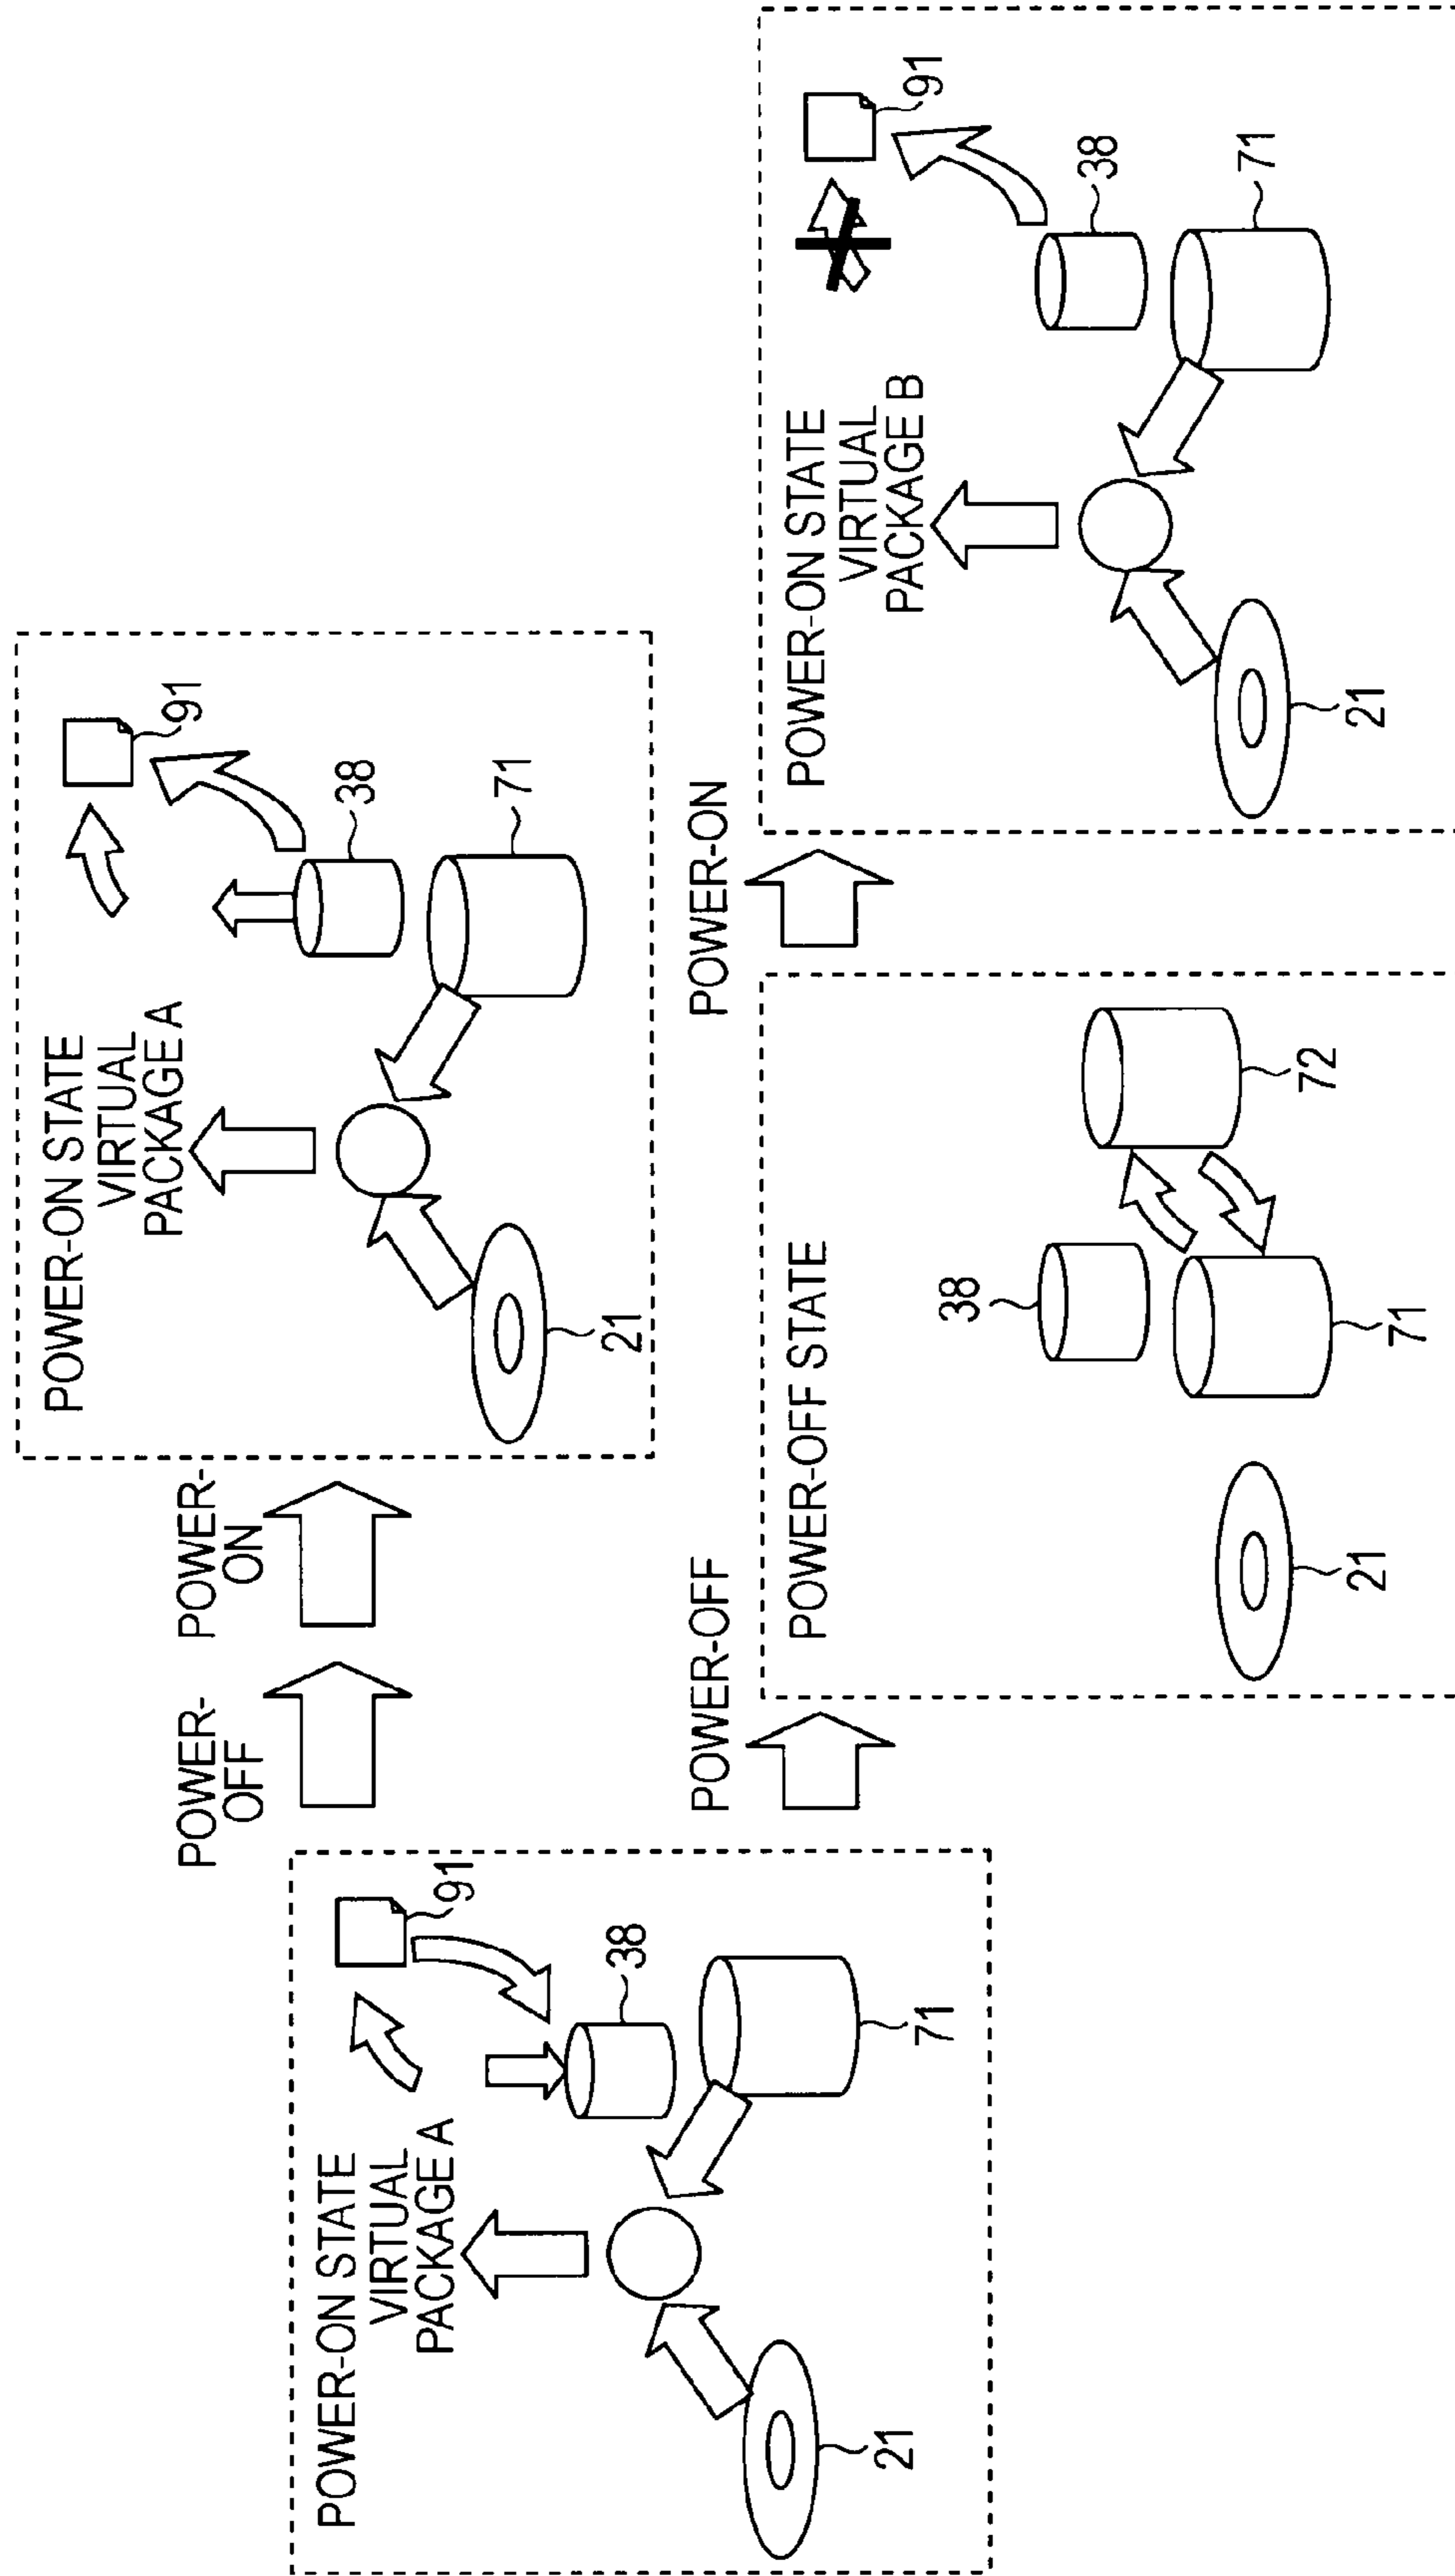 POWER-ON STATE
VIRTUAL
PACKAGE A
91
38
71
21
POWER-
OFF
POWER-
ON
POWER-ON STATE
VIRTUAL
PACKAGE A
91
38
71
21
POWER-OFF
POWER-OFF STATE
38
72
71
21
POWER-ON
POWER-ON STATE
VIRTUAL
PACKAGE B
91
38
71
21